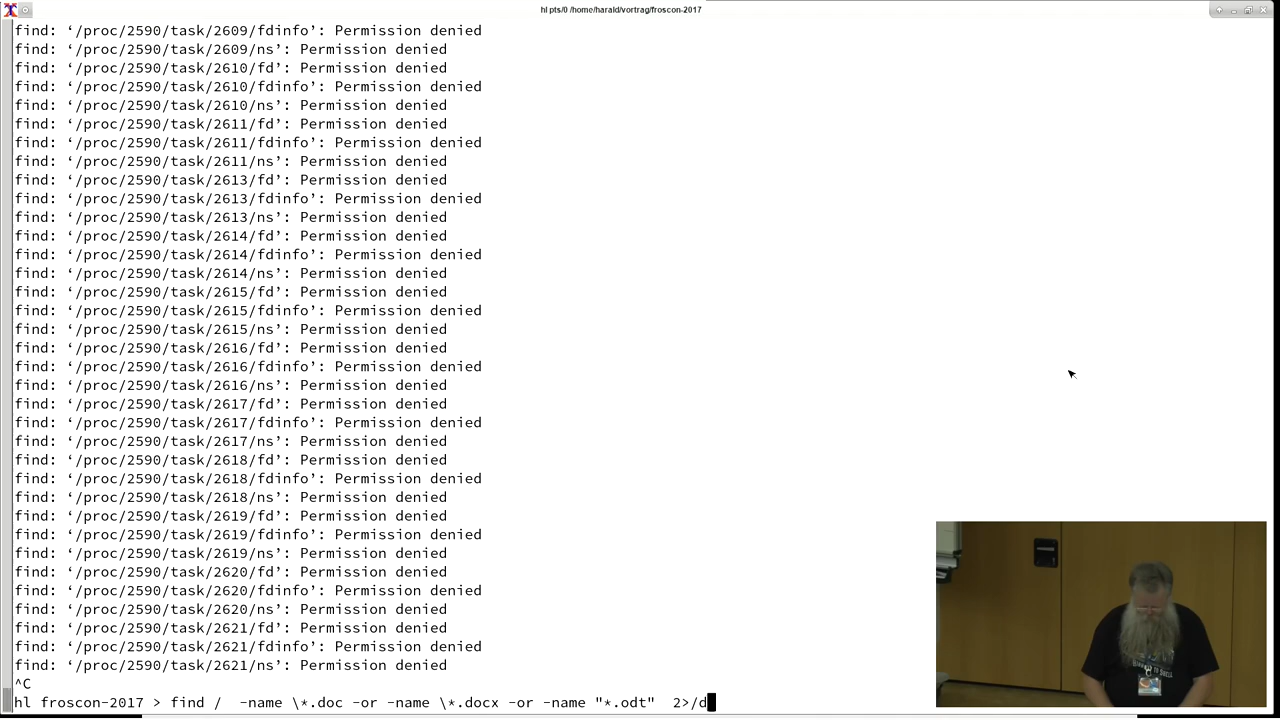 hl pts/0 /home/harald/vortrag/froscon-2017
find: ‘/proc/2590/task/2609/fdinfo’: Permission denied
find: ‘/proc/2590/task/2609/ns’: Permission denied
find: ‘/proc/2590/task/2610/fd’: Permission denied
find: ‘/proc/2590/task/2610/fdinfo’: Permission denied
find: ‘/proc/2590/task/2610/ns’: Permission denied
find: ‘/proc/2590/task/2611/fd’: Permission denied
find: ‘/proc/2590/task/2611/fdinfo’: Permission denied
find: ‘/proc/2590/task/2611/ns’: Permission denied
find: ‘/proc/2590/task/2613/fd’: Permission denied
find: ‘/proc/2590/task/2613/fdinfo’: Permission denied
find: ‘/proc/2590/task/2613/ns’: Permission denied
find: ‘/proc/2590/task/2614/fd’: Permission denied
find: ‘/proc/2590/task/2614/fdinfo’: Permission denied
find: ‘/proc/2590/task/2614/ns’: Permission denied
find: ‘/proc/2590/task/2615/fd’: Permission denied
find: ‘/proc/2590/task/2615/fdinfo’: Permission denied
find: ‘/proc/2590/task/2615/ns’: Permission denied
find: ‘/proc/2590/task/2616/fd’: Permission denied
find: ‘/proc/2590/task/2616/fdinfo’: Permission denied
find: ‘/proc/2590/task/2616/ns’: Permission denied
find: ‘/proc/2590/task/2617/fd’: Permission denied
find: ‘/proc/2590/task/2617/fdinfo’: Permission denied
find: ‘/proc/2590/task/2617/ns’: Permission denied
find: ‘/proc/2590/task/2618/fd’: Permission denied
find: ‘/proc/2590/task/2618/fdinfo’: Permission denied
find: ‘/proc/2590/task/2618/ns’: Permission denied
find: ‘/proc/2590/task/2619/fd’: Permission denied
find: ‘/proc/2590/task/2619/fdinfo’: Permission denied
find: ‘/proc/2590/task/2619/ns’: Permission denied
find: ‘/proc/2590/task/2620/fd’: Permission denied
find: ‘/proc/2590/task/2620/fdinfo’: Permission denied
find: ‘/proc/2590/task/2620/ns’: Permission denied
find: ‘/proc/2590/task/2621/fd’: Permission denied
find: ‘/proc/2590/task/2621/fdinfo’: Permission denied
find: ‘/proc/2590/task/2621/ns’: Permission denied
^C
hl froscon-2017 > find /  -name \*.doc -or -name \*.docx -or -name "*.odt"  2>/d